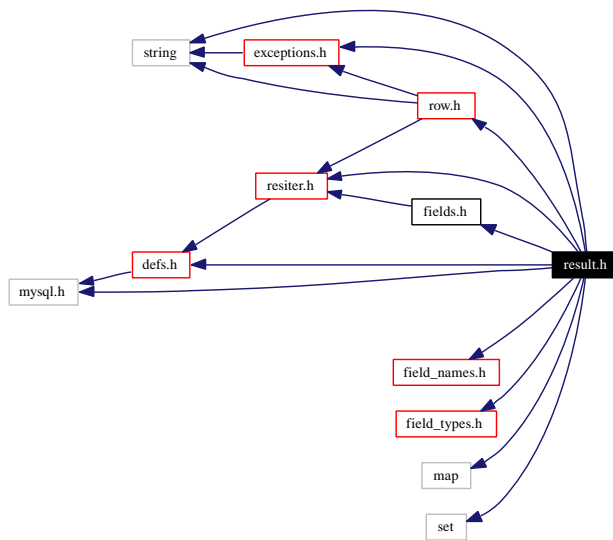 string
exceptions.h
row.h
resiter.h
fields.h
defs.h
result.h
mysql.h
field_names.h
field_types.h
map
set